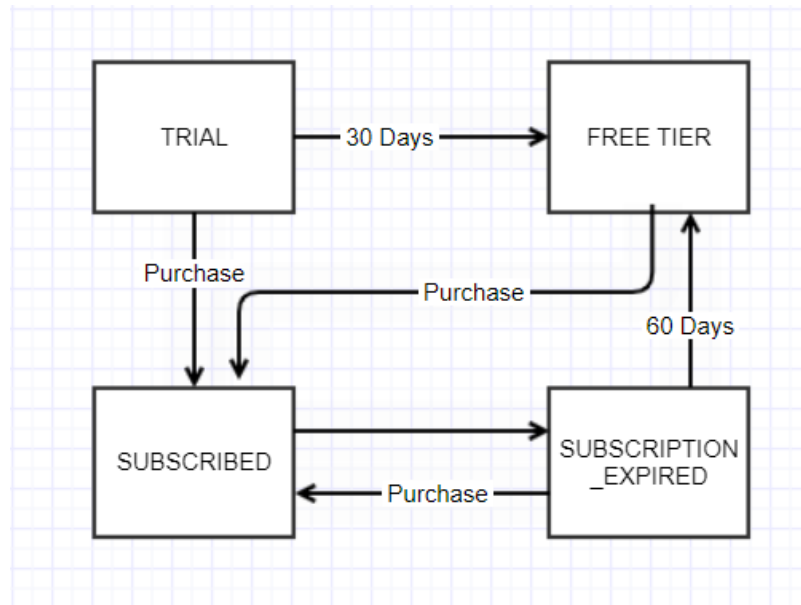 TRIAL
30 Days
FREE TIER
Purchase
Purchase
60 Days
SUBSCRIBED
SUBSCRIPTION
_EXPIRED
Purchase